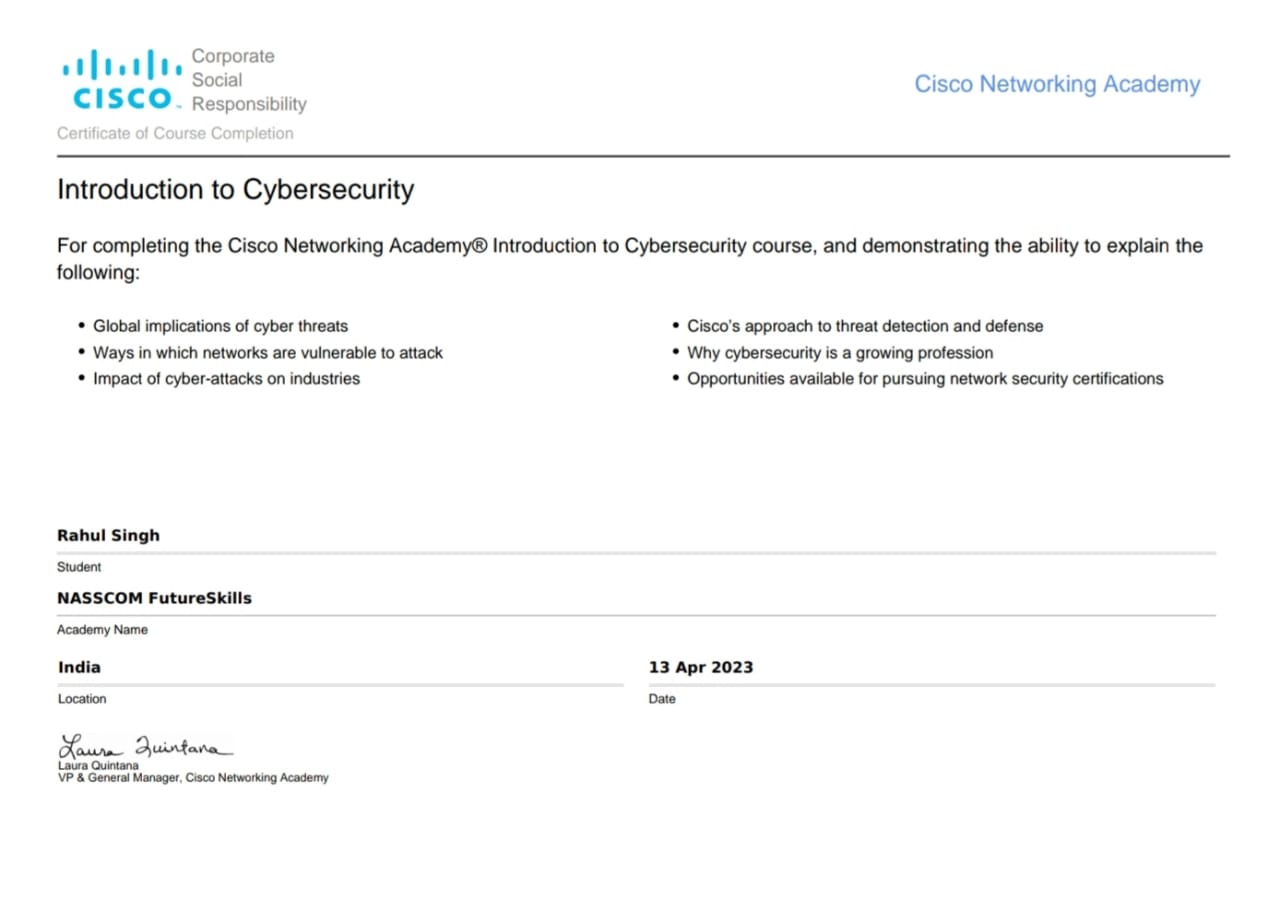 Corporate
Social
Responsibility
CISCO™
Cisco Networking Academy
Certificate of Course Completion
Introduction to Cybersecurity
For completing the Cisco Networking Academy® Introduction to Cybersecurity course, and demonstrating the ability to explain the
following:
• Global implications of cyber threats
• Ways in which networks are vulnerable to attack
• Impact of cyber-attacks on industries
• Cisco’s approach to threat detection and defense
• Why cybersecurity is a growing profession
• Opportunities available for pursuing network security certifications
Rahul Singh
Student
NASSCOM FutureSkills
Academy Name
India
Location
13 Apr 2023
Date
Laura Quintana
Laura Quintana
VP & General Manager, Cisco Networking Academy